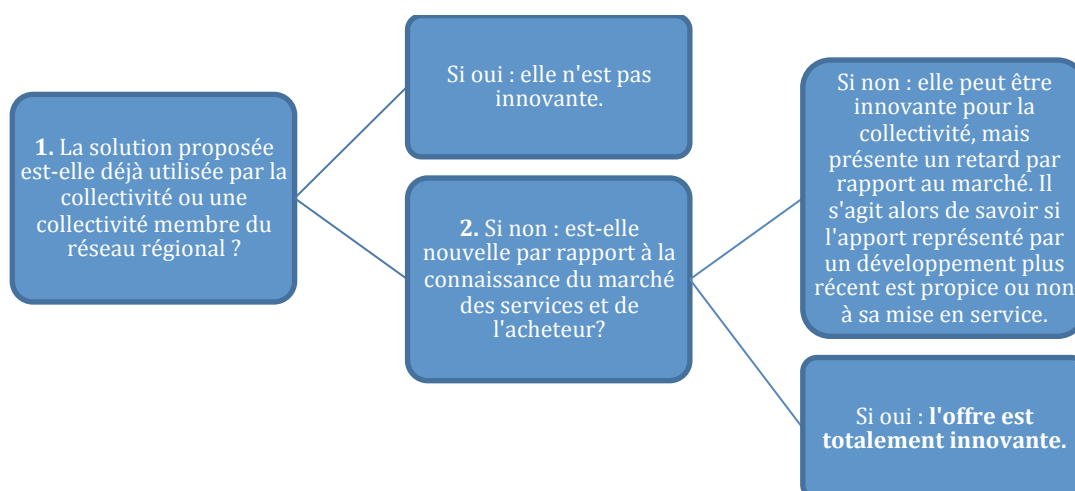 1. La solution proposée
est-elle déjà utilisée par la
collectivité ou une
collectivité membre du
réseau régional ?
Si oui : elle n'est pas
innovante.
2. Si non : est-elle
nouvelle par rapport à la
connaissance du marché
des services et de
l'acheteur?
Si non : elle peut être
innovante pour la
collectivité, mais
présente un retard par
rapport au marché. Il
s'agit alors de savoir si
l'apport représenté par
un développement plus
récent est propice ou non
à sa mise en service.
Si oui : l'offre est
totalement innovante.